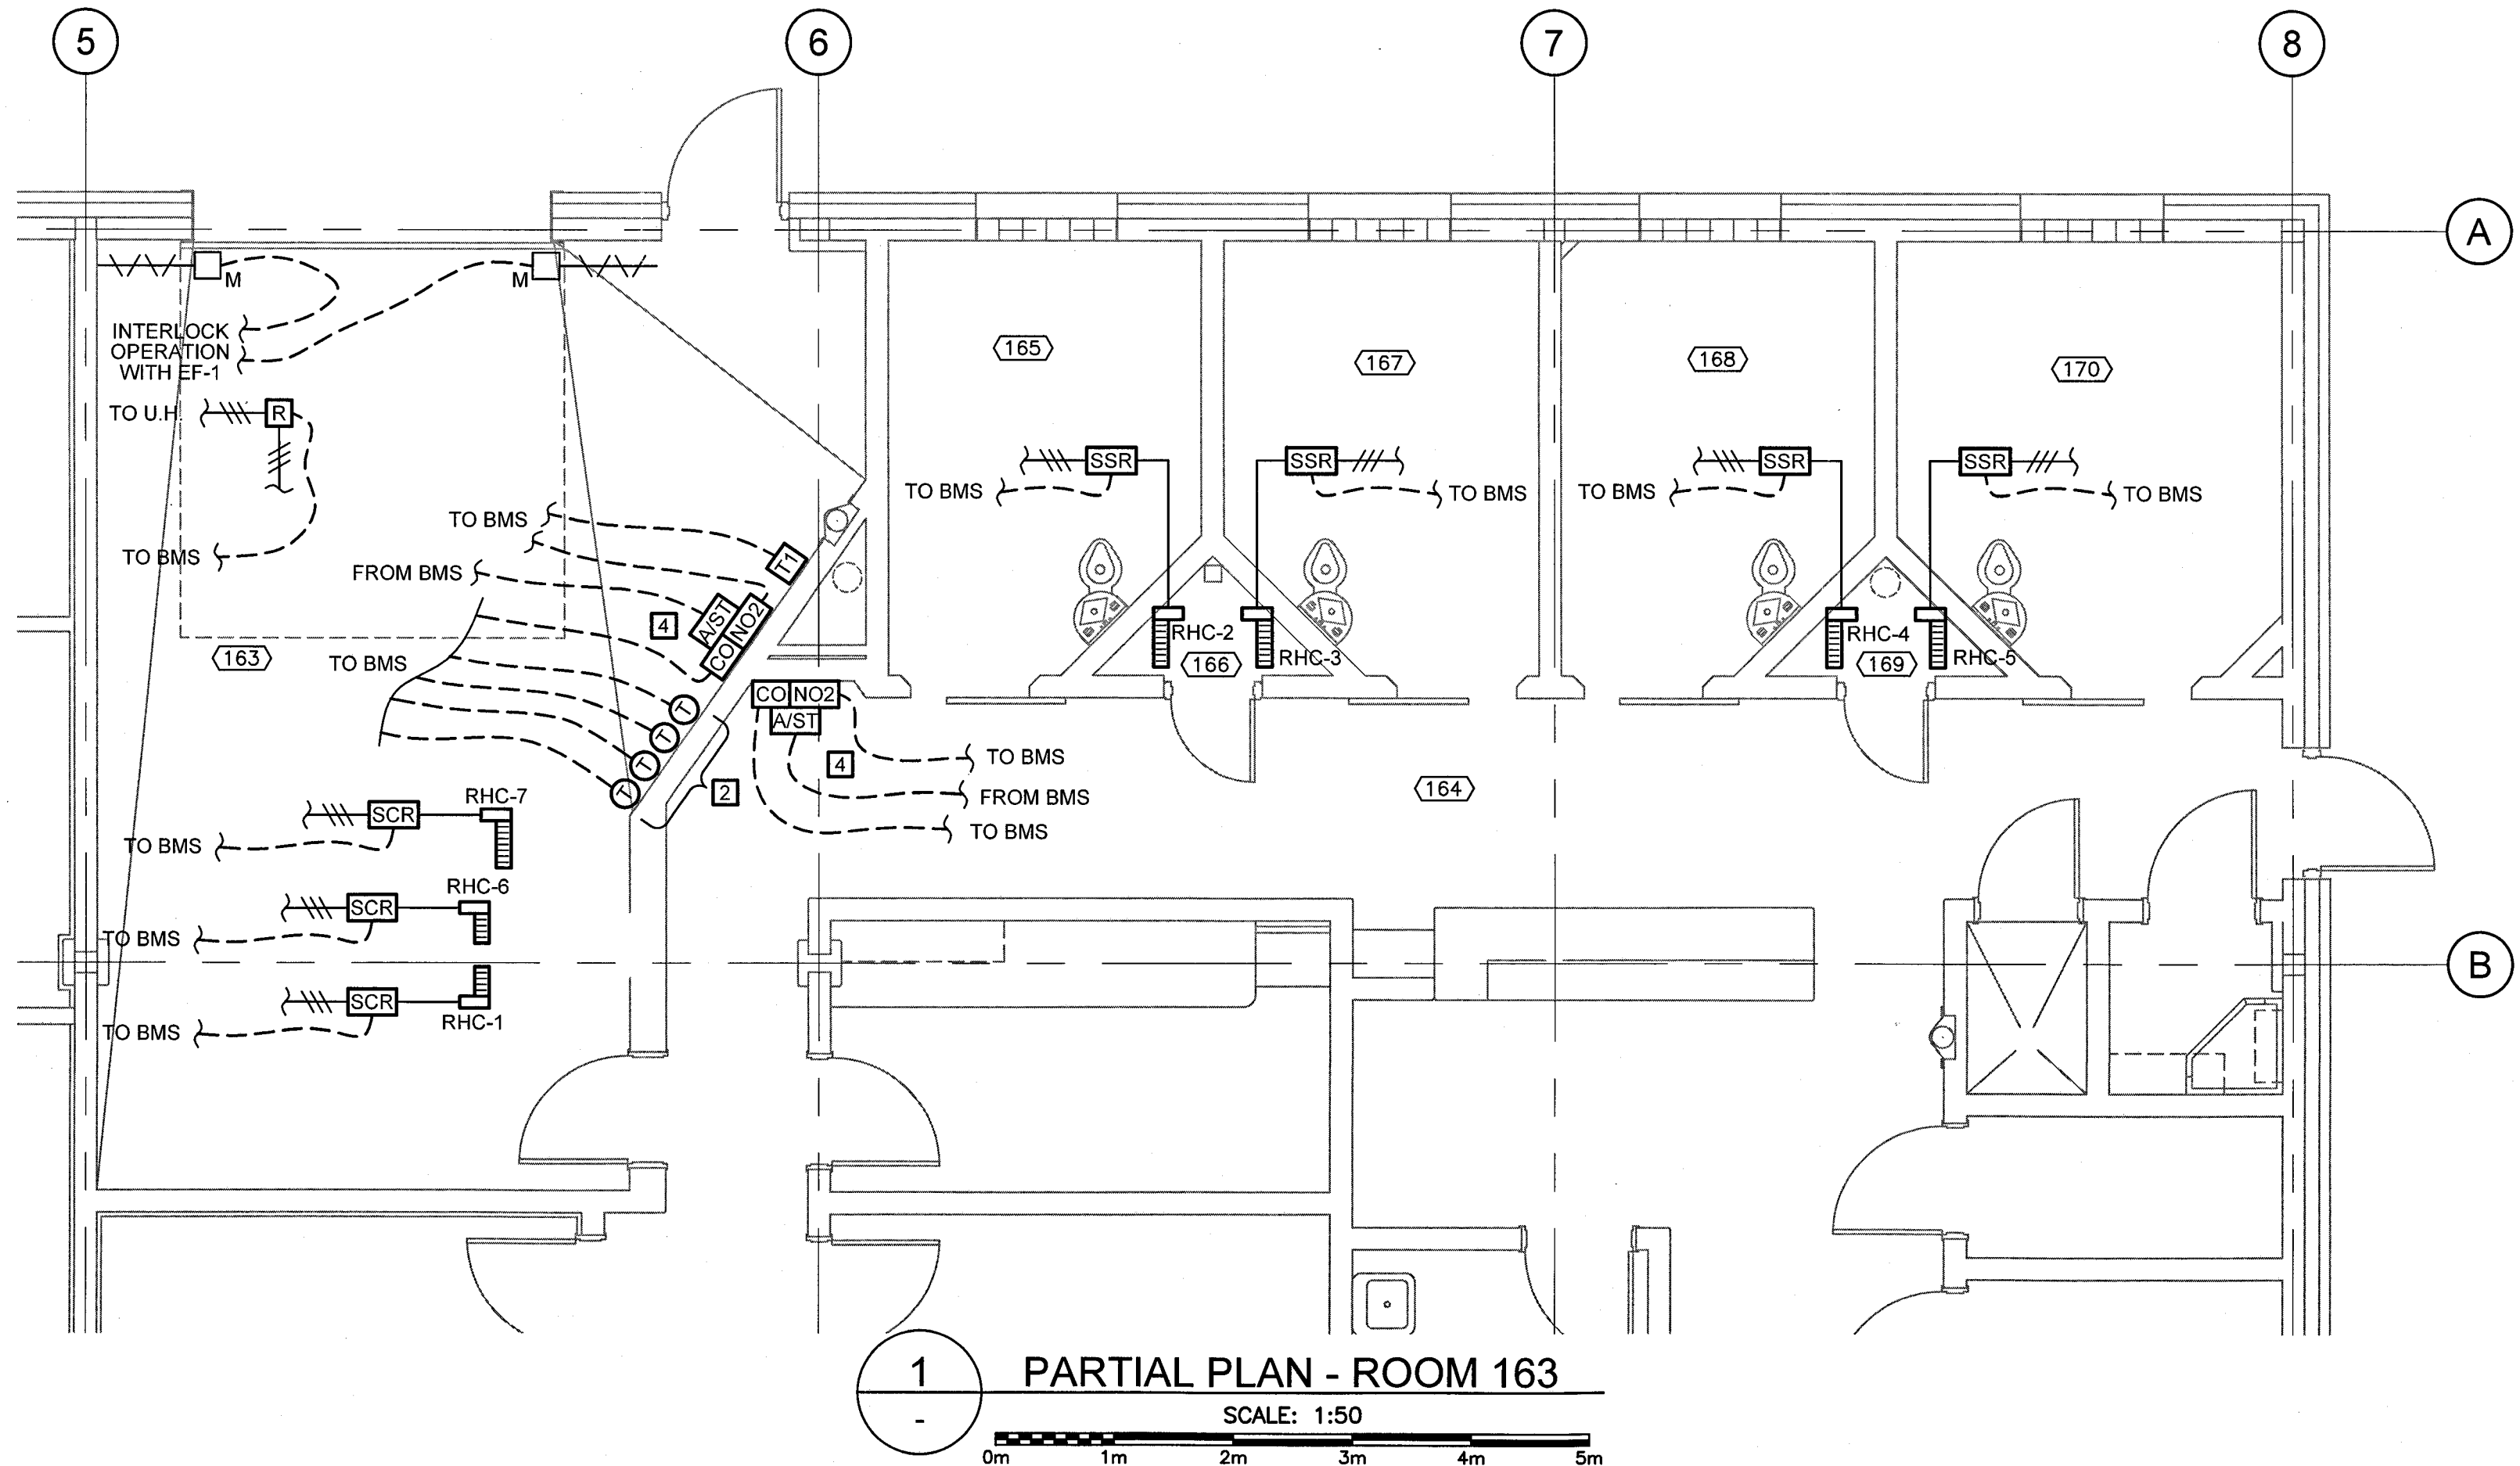 5
6
7
8
A
M
M
INTERLOCK
OPERATION
WITH EF-1
165
167
168
170
TO U.H.
R
SSR
SSR
SSR
SSR
TO BMS
TO BMS
TO BMS
TO BMS
TO BMS
TO BMS
T1
FROM BMS
4
A/ST
NO2
CO
RHC-2
RHC-3
RHC-4
RHC-5
163
TO BMS
166
169
T
T
T
T
CO NO2
A/ST
4
2
TO BMS
FROM BMS
TO BMS
164
RHC-7
SCR
TO BMS
RHC-6
SCR
TO BMS
B
SCR
RHC-1
TO BMS
1
-
PARTIAL PLAN - ROOM 163
SCALE: 1:50
0m 1m 2m 3m 4m 5m